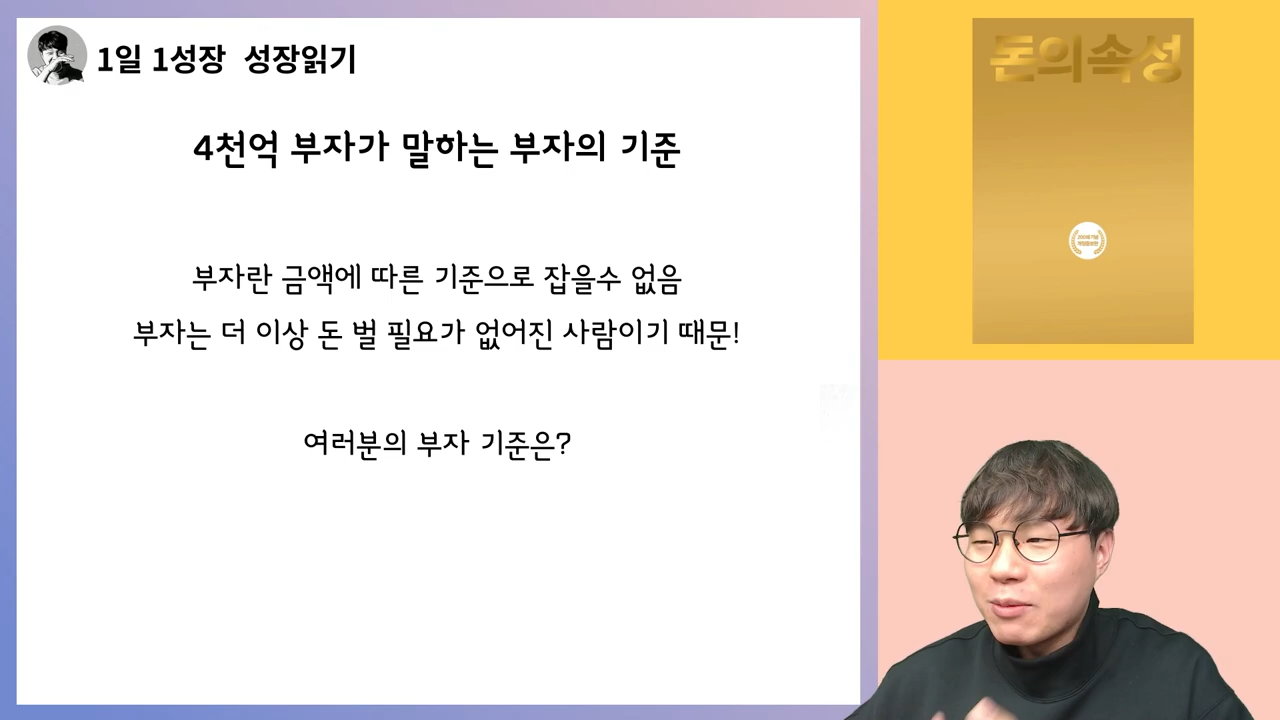 1일 1성장 성장읽기
4천억 부자가 말하는 부자의 기준
부자란 금액에 따른 기준으로 잡을수 없음
부자는 더 이상 돈 벌 필요가 없어진 사람이기 때문!
여러분의 부자 기준은?
돈의 속성